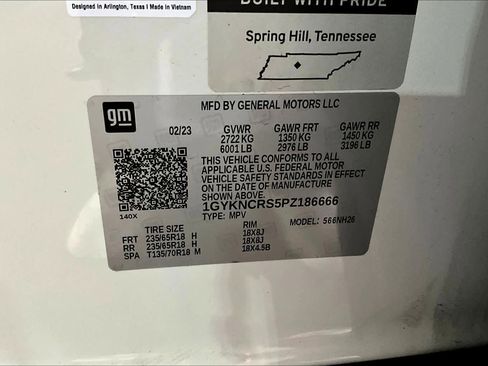 Designed in Arlington, Texas | Made in Vietnam
BUILT WITH PRIDE
Spring Hill, Tennessee
gm
MFD BY GENERAL MOTORS LLC
02/23 GVWR GAWR FRT GAWR RR
2722 KG 1350 KG 1450 KG
6001 LB 2976 LB 3196 LB
THIS VEHICLE CONFORMS TO ALL
APPLICABLE U.S. FEDERAL MOTOR
VEHICLE SAFETY STANDARDS IN EFFECT
ON THE DATE OF MANUFACTURE
SHOWN ABOVE.
1GYKNCRS5PZ186666
140X TYPE: MPV MODEL: 566NH26
TIRE SIZE RIM
FRT 235/65R18 H 18X8J
RR 235/65R18 H 18X8J
SPA T135/70R18 M 18X4.5B